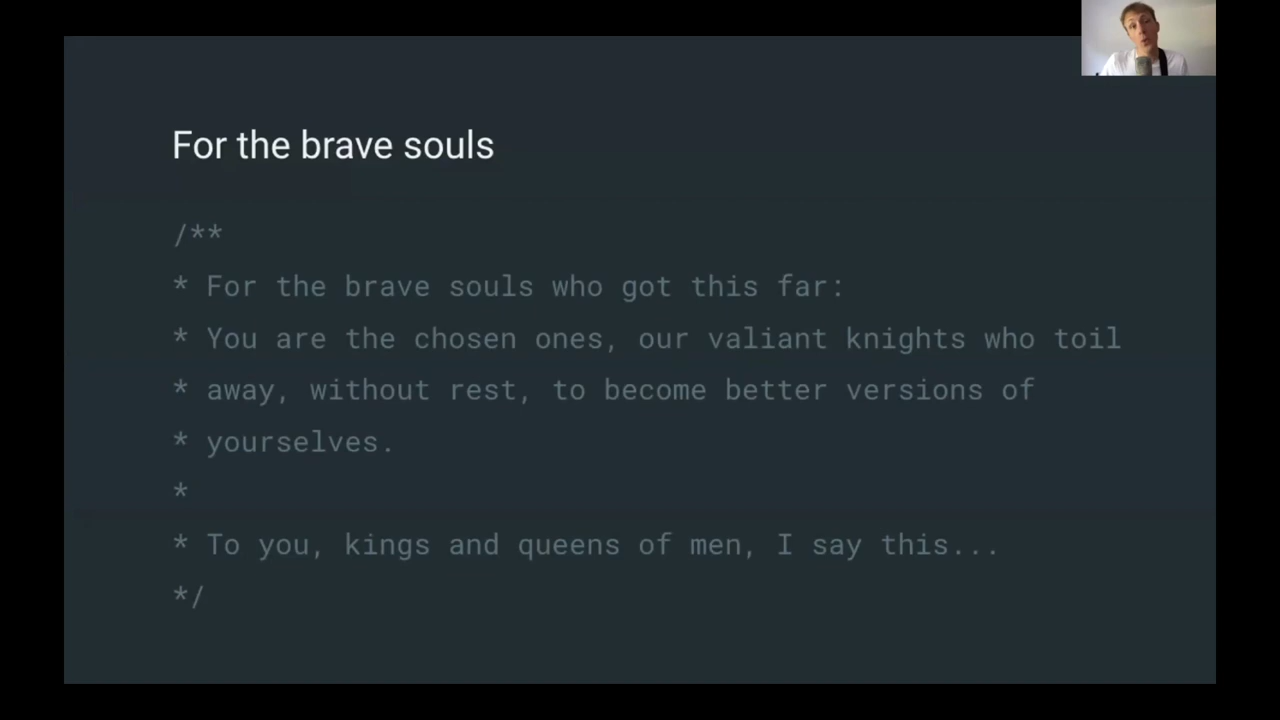 For the brave souls
/**
* For the brave souls who got this far:
* You are the chosen ones, our valiant knights who toil
* away, without rest, to become better versions of
* yourselves.
*
* To you, kings and queens of men, I say this...
*/